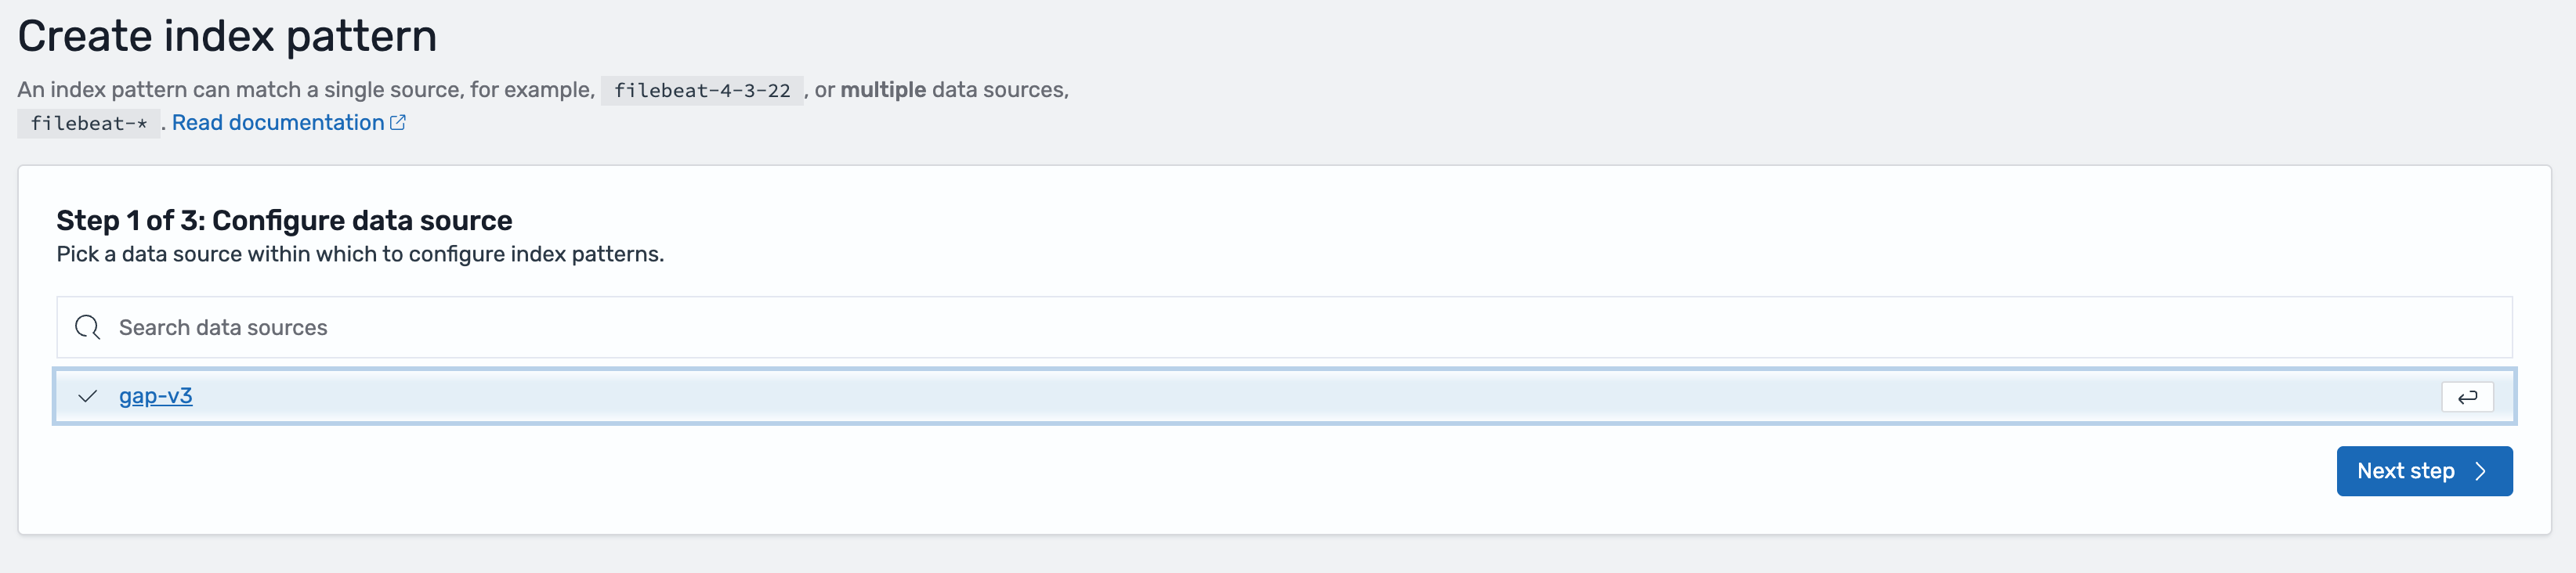 Create index pattern
An index pattern can match a single source, for example, filebeat-4-3-22 , or multiple data sources,
filebeat-* . Read documentation
Step 1 of 3: Configure data source
Pick a data source within which to configure index patterns.
Search data sources
gap-v3
Next step